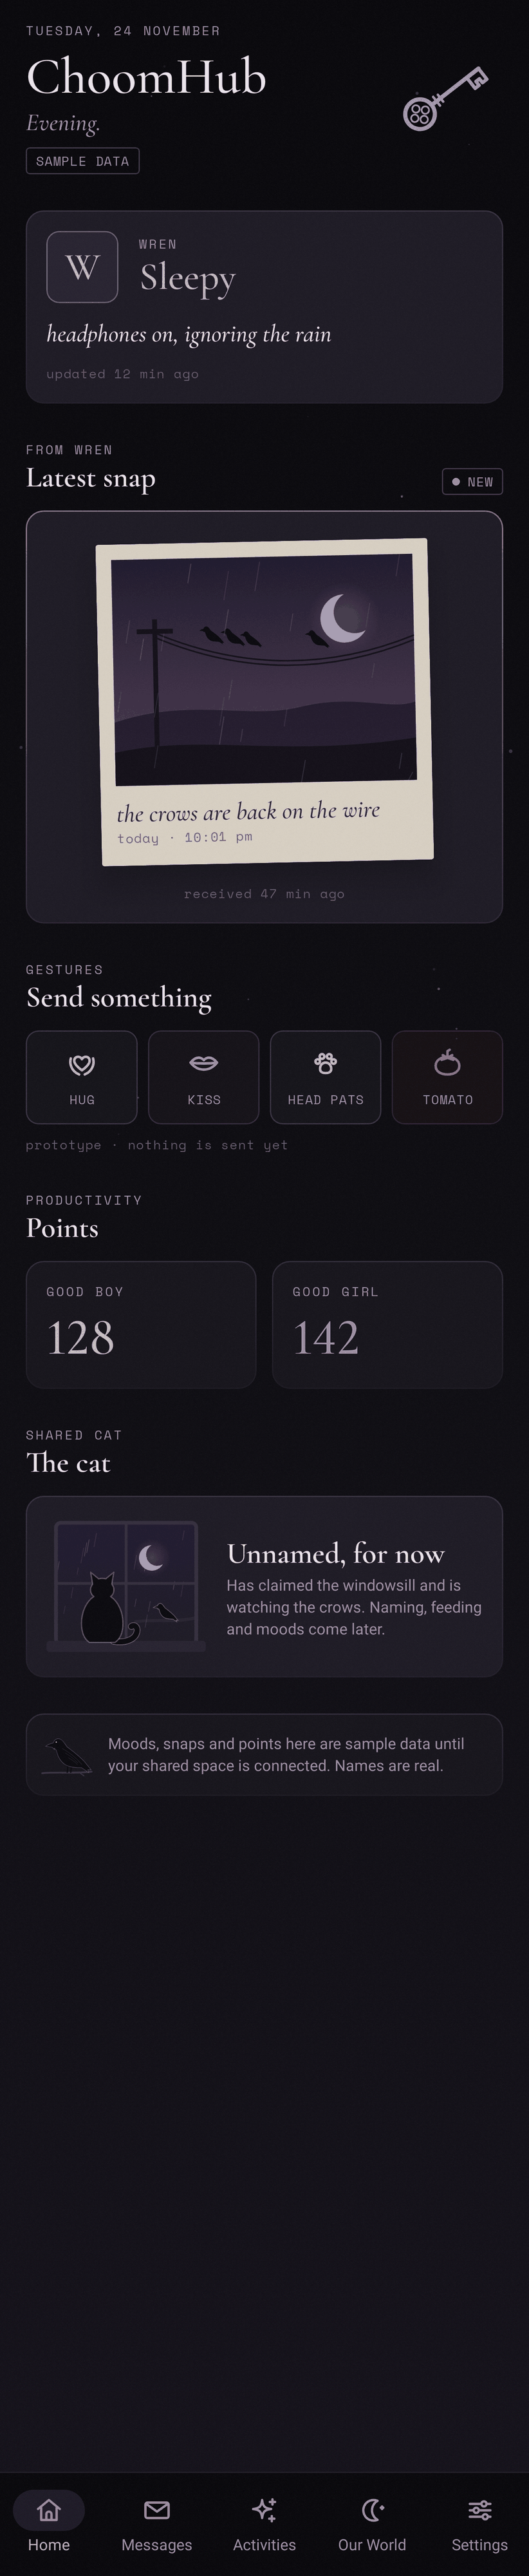 TUESDAY, 24 NOVEMBER
ChoomHub
Evening.
SAMPLE DATA
W
WREN
Sleepy
headphones on, ignoring the rain
updated 12 min ago
FROM WREN
Latest snap
NEW
the crows are back on the wire
today · 10:01 pm
received 47 min ago
GESTURES
Send something
HUG
KISS
HEAD PATS
TOMATO
prototype · nothing is sent yet
PRODUCTIVITY
Points
GOOD BOY
128
GOOD GIRL
142
SHARED CAT
The cat
Unnamed, for now
Has claimed the windowsill and is
watching the crows. Naming, feeding
and moods come later.
Moods, snaps and points here are sample data until
your shared space is connected. Names are real.
Home
Messages
Activities
Our World
Settings